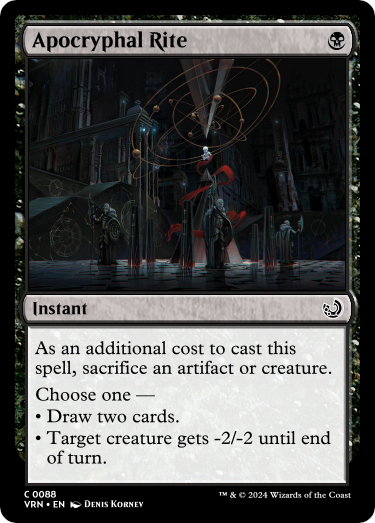 Apocryphal Rite
Instant
As an additional cost to cast this
spell, sacrifice an artifact or creature.
Choose one —
• Draw two cards.
• Target creature gets -2/-2 until end
of turn.
C 0088
VRN • EN Denis Korney
™ & © 2024 Wizards of the Coast